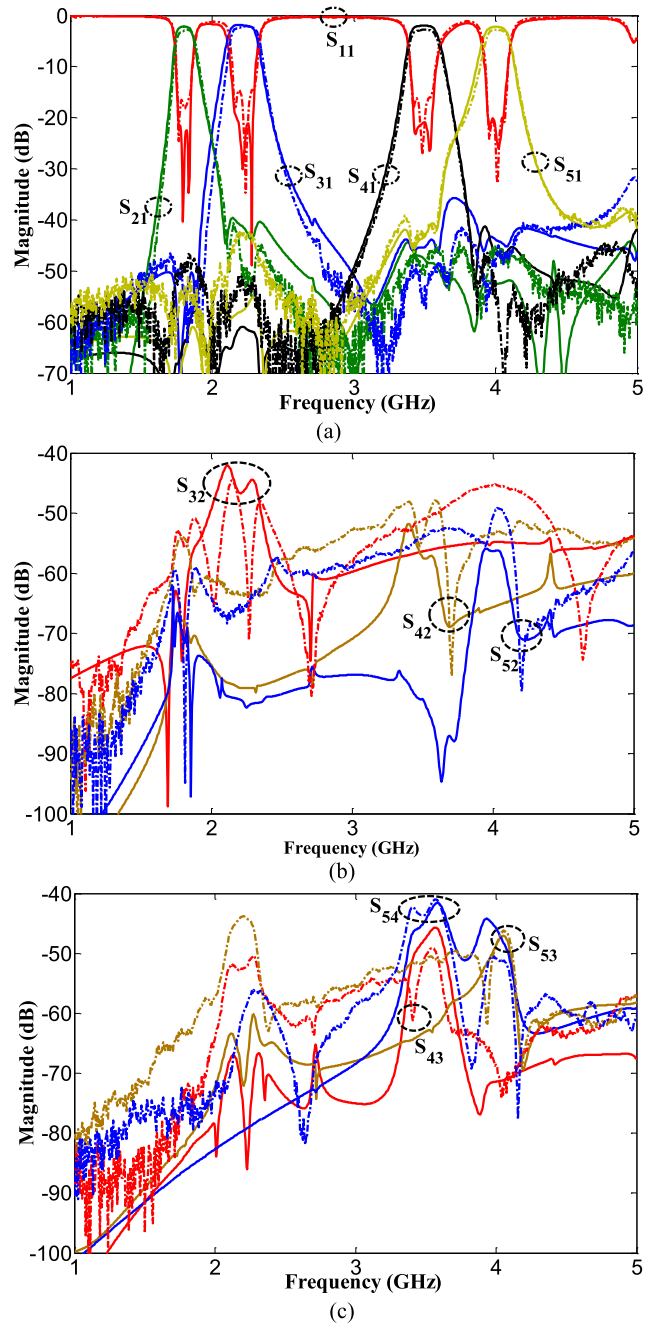 0
-10
-20
-30
-40
-50
-60
-70
Magnitude (dB)
S11
S21
S31
S41
S51
1 2 3 4 5
Frequency (GHz)
(a)
-40
-50
-60
-70
-80
-90
-100
Magnitude (dB)
S32
S42
S52
1 2 3 4 5
Frequency (GHz)
(b)
-40
-50
-60
-70
-80
-90
-100
Magnitude (dB)
S54
S53
S43
1 2 3 4 5
Frequency (GHz)
(c)